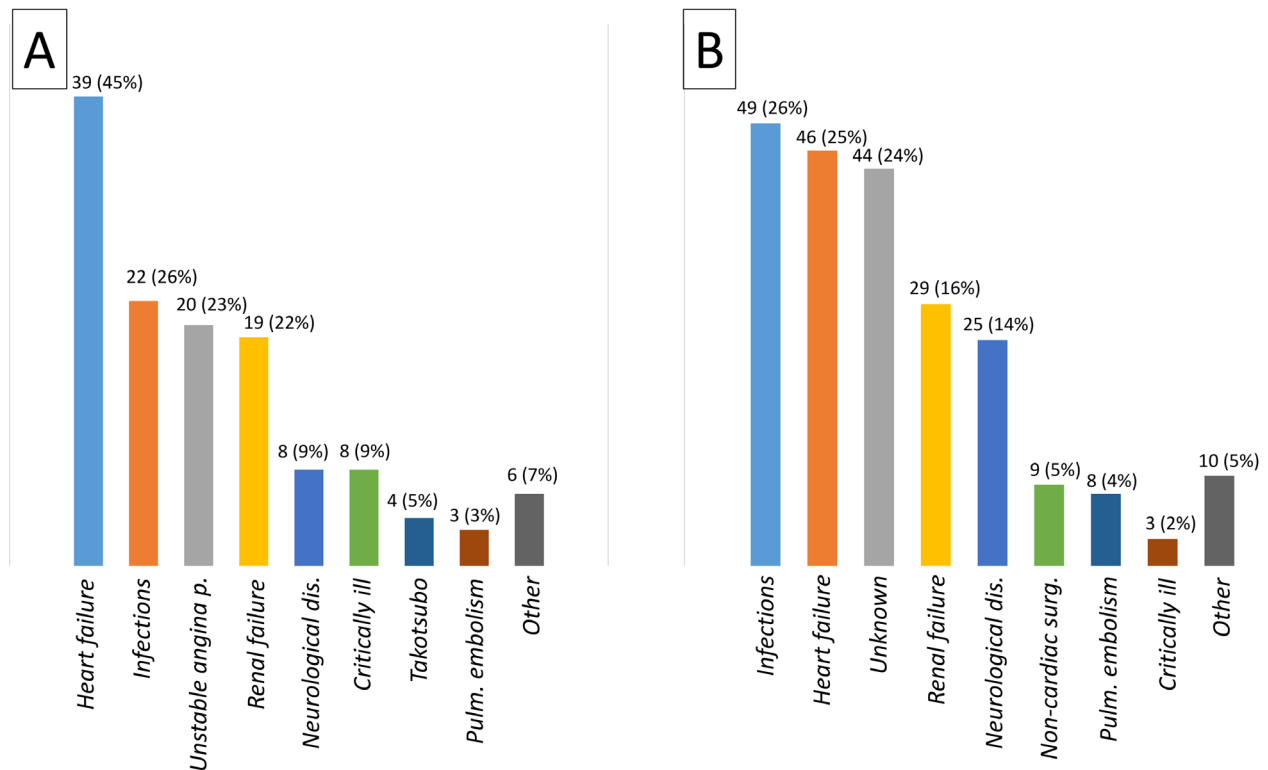 A
39 (45%)
22 (26%)
20 (23%)
19 (22%)
8 (9%)
8 (9%)
4 (5%)
3 (3%)
6 (7%)
Heart failure
Infections
Unstable angina p.
Renal failure
Neurological dis.
Critically ill
Takotsubo
Pulm. embolism
Other
B
49 (26%)
46 (25%)
44 (24%)
29 (16%)
25 (14%)
9 (5%)
8 (4%)
3 (2%)
10 (5%)
Infections
Heart failure
Unknown
Renal failure
Neurological dis.
Non-cardiac surg.
Pulm. embolism
Critically ill
Other